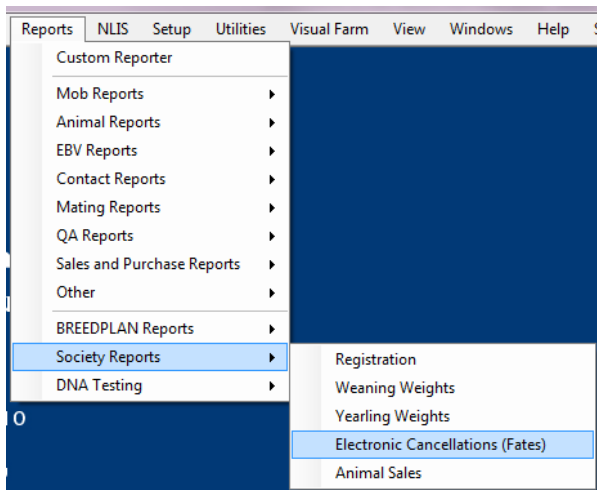 Reports NLIS Setup Utilities Visual Farm View Windows Help
Custom Reporter
Mob Reports
Animal Reports
EBV Reports
Contact Reports
Mating Reports
QA Reports
Sales and Purchase Reports
Other
BREEDPLAN Reports
Society Reports
DNA Testing
Registration
Weaning Weights
Yearling Weights
Electronic Cancellations (Fates)
Animal Sales